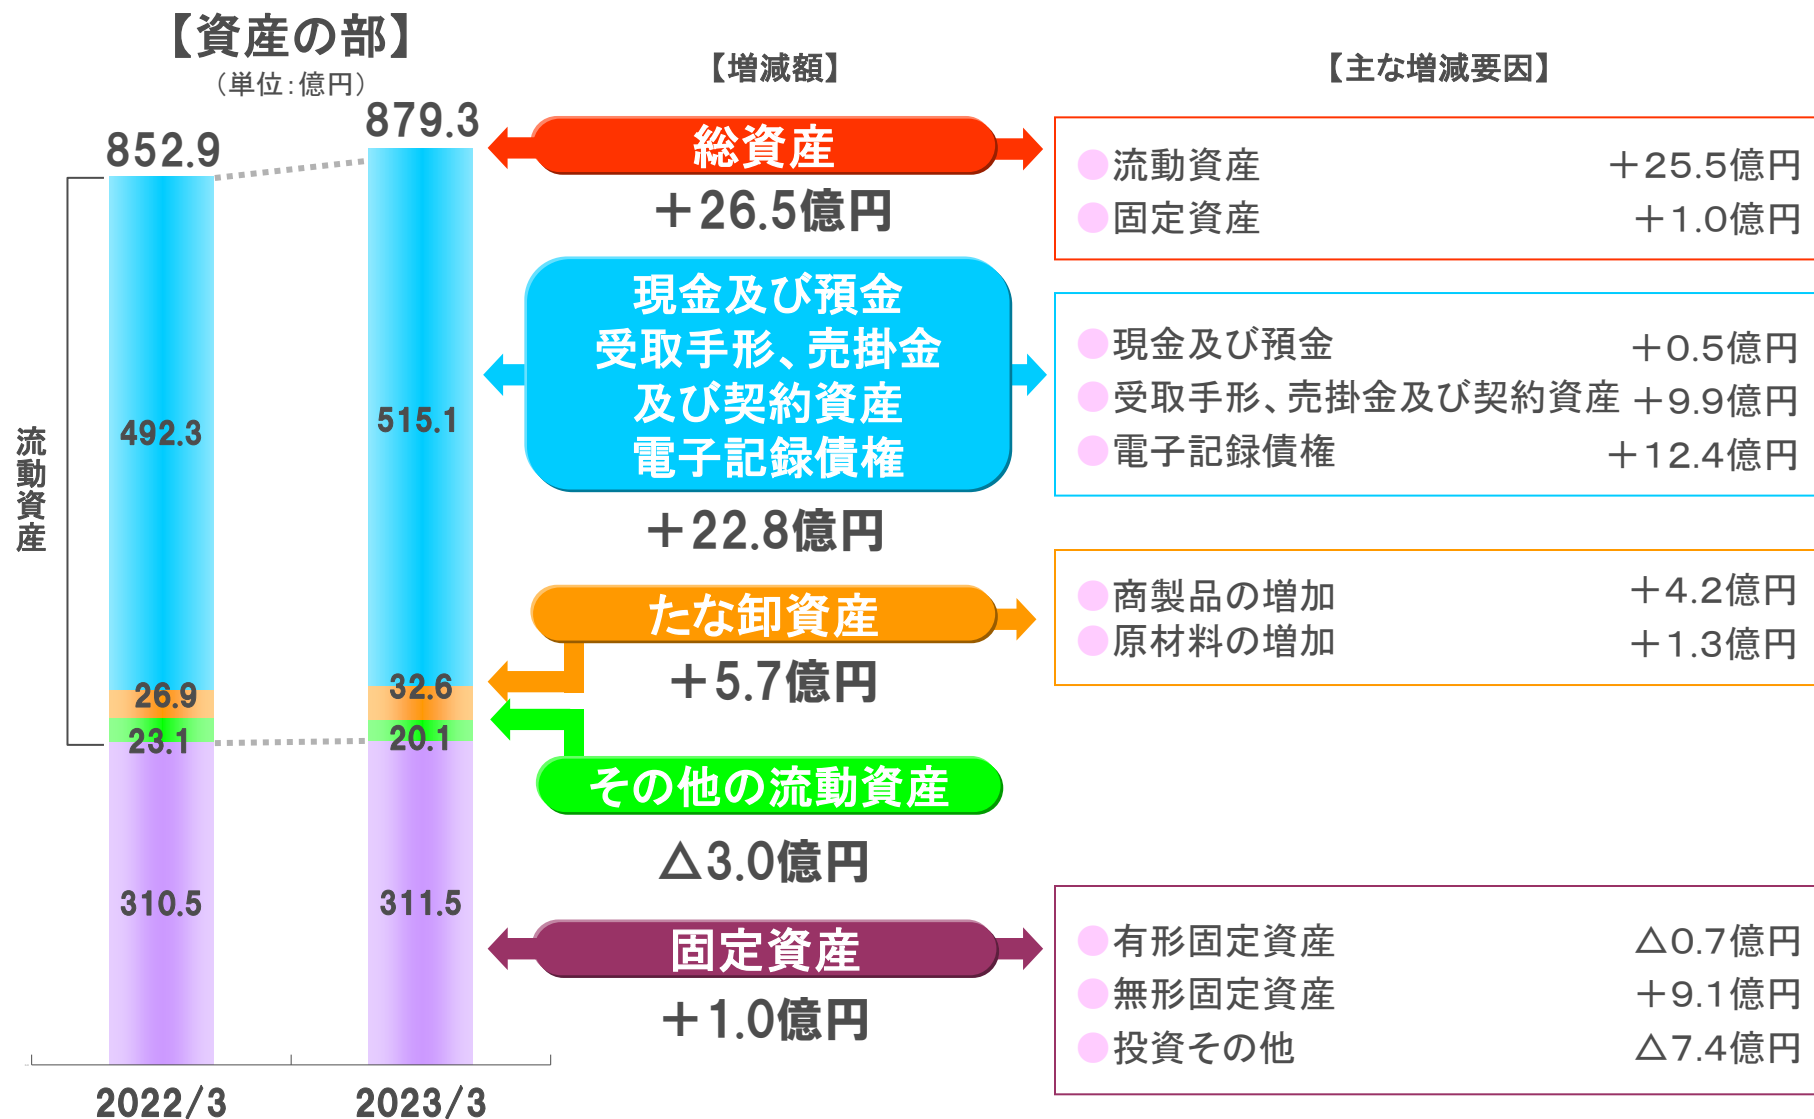 【資産の部】
（単位：億円）
852.9
879.3
流動資産
492.3
515.1
26.9
32.6
23.1
20.1
310.5
311.5
2022/3
2023/3
【増減額】
総資産
＋26.5億円
現金及び預金
受取手形、売掛金
及び契約資産
電子記録債権
＋22.8億円
たな卸資産
＋5.7億円
その他の流動資産
△3.0億円
固定資産
＋1.0億円
【主な増減要因】
●流動資産 ＋25.5億円
●固定資産 ＋1.0億円
●現金及び預金 ＋0.5億円
●受取手形、売掛金及び契約資産 ＋9.9億円
●電子記録債権 ＋12.4億円
●商製品の増加 ＋4.2億円
●原材料の増加 ＋1.3億円
●有形固定資産 △0.7億円
●無形固定資産 ＋9.1億円
●投資その他 △7.4億円